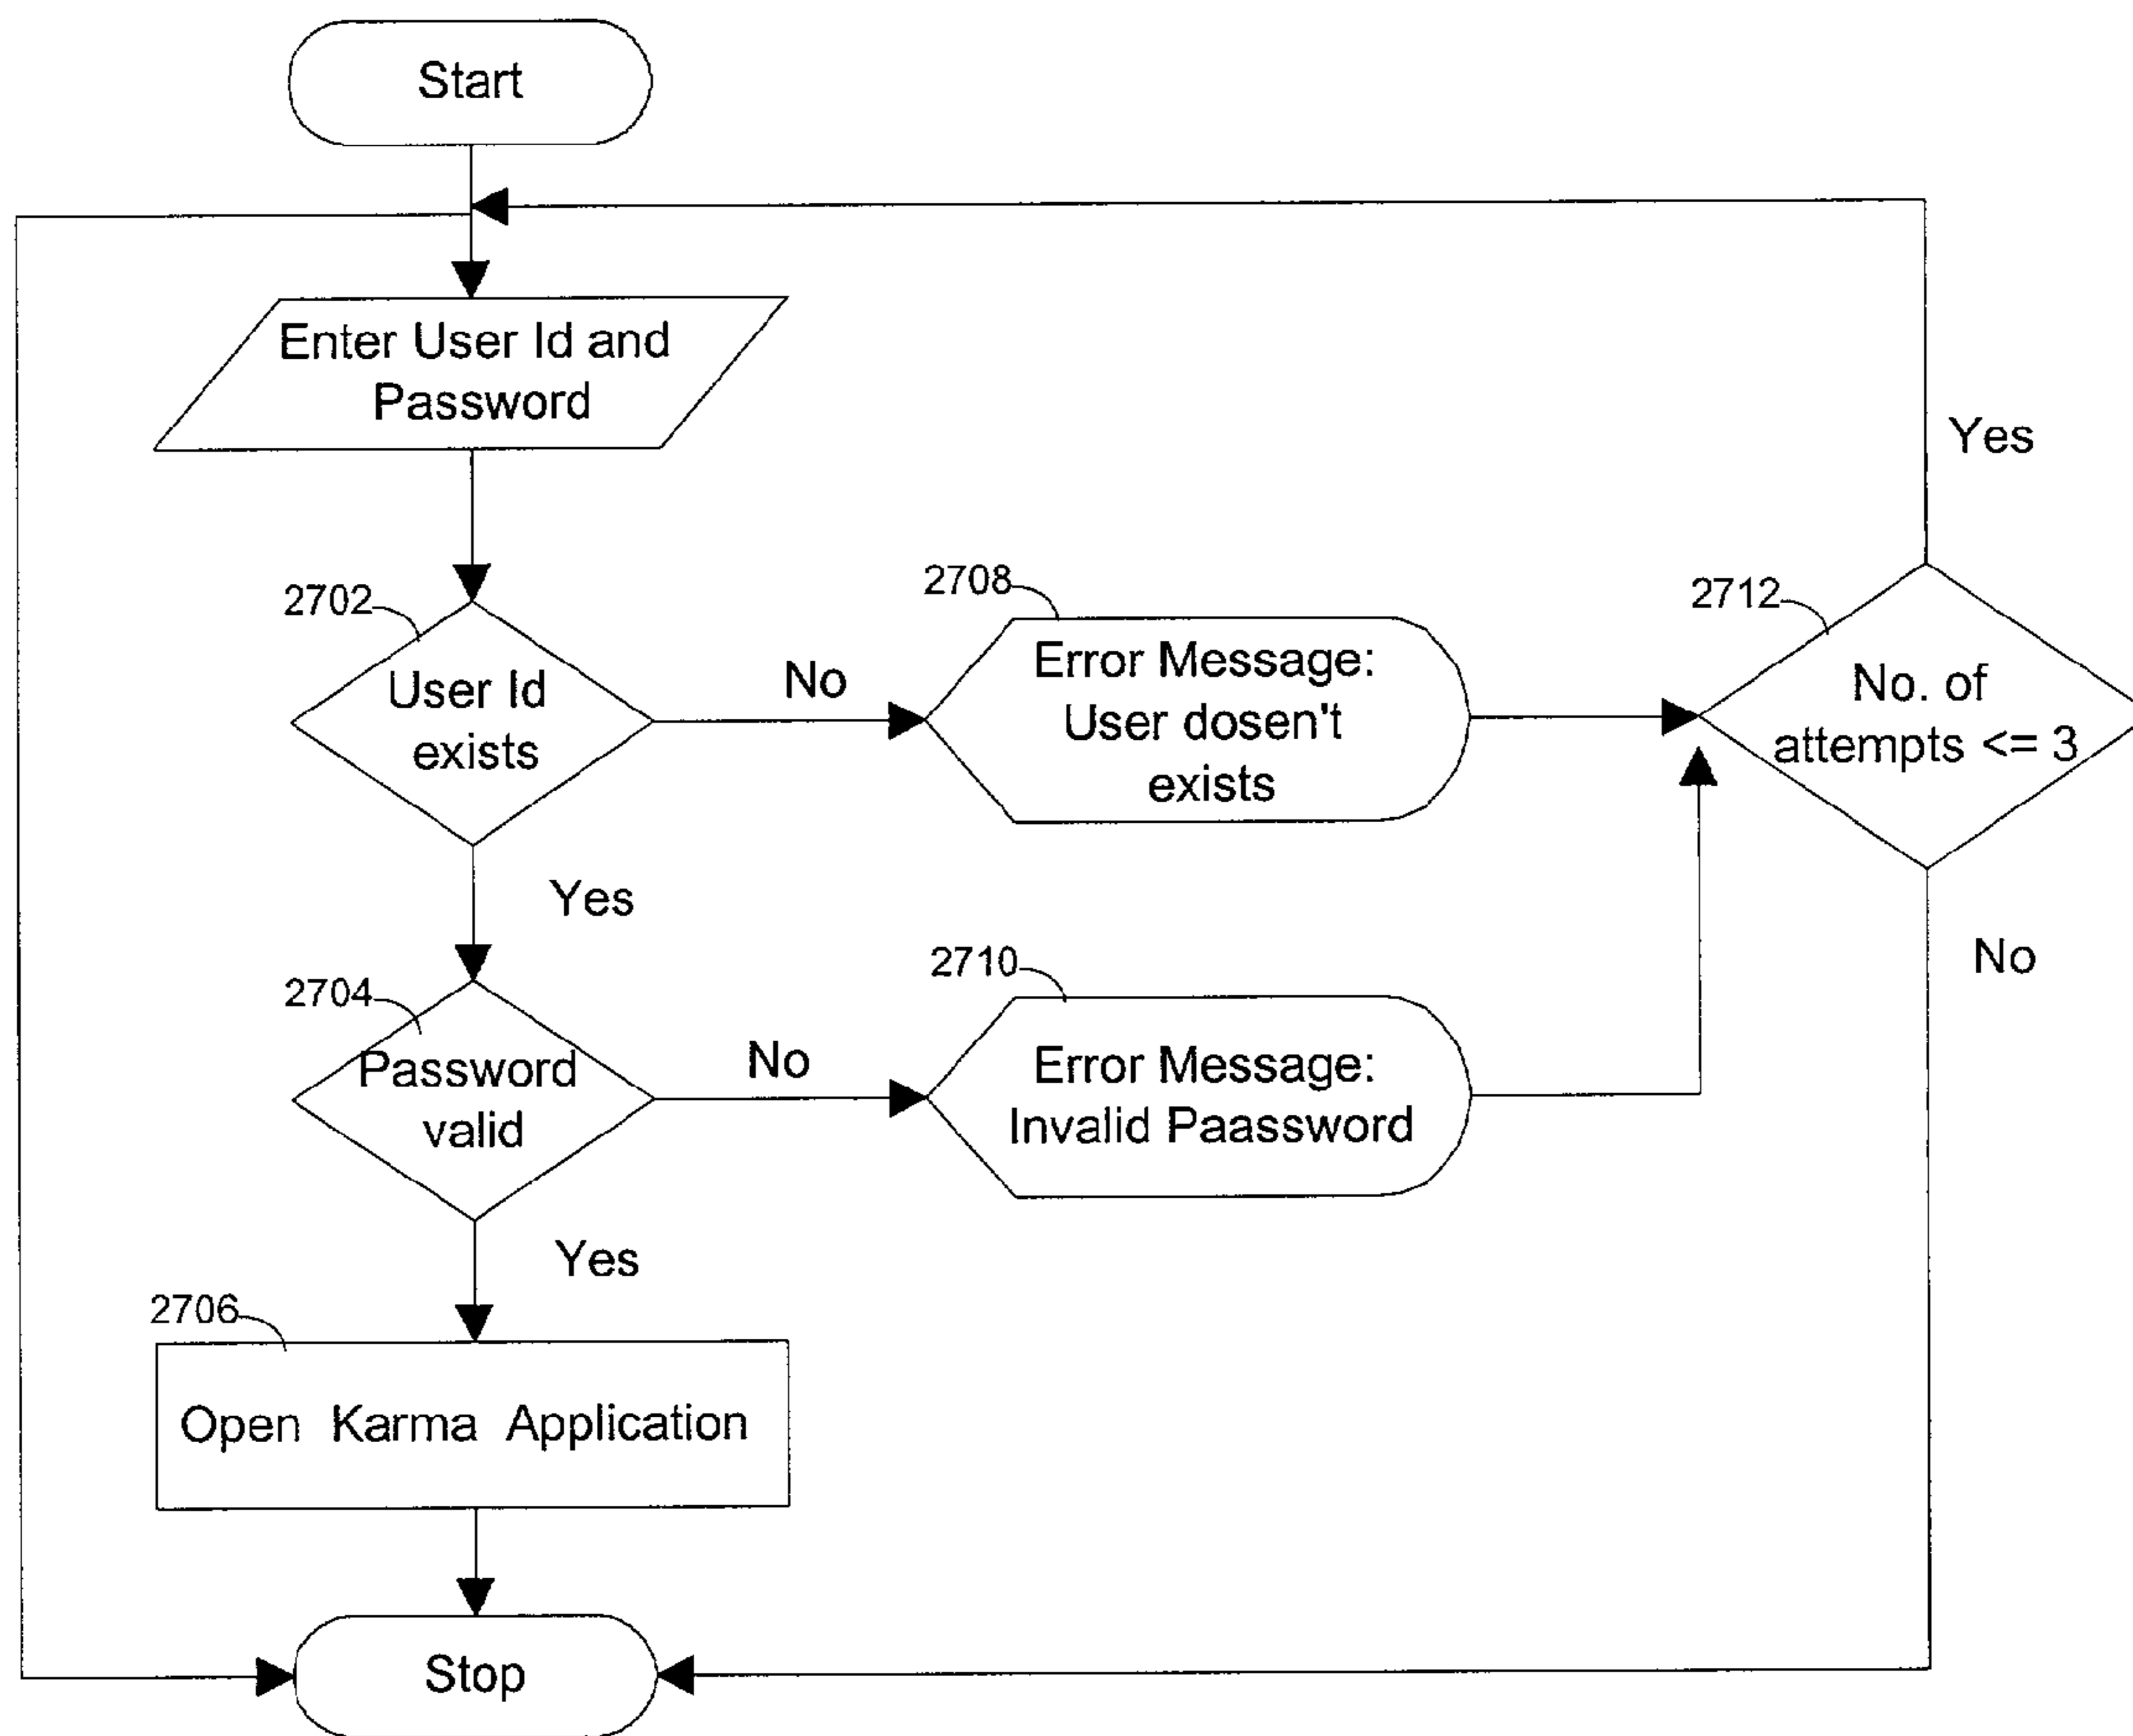 Start
Enter User Id and
Password
Yes
2702
User Id
exists
No
2708
Error Message:
User dosen't
exists
2712
No. of
attempts <= 3
Yes
No
2704
Password
valid
No
2710
Error Message:
Invalid Paassword
Yes
2706
Open Karma Application
Stop